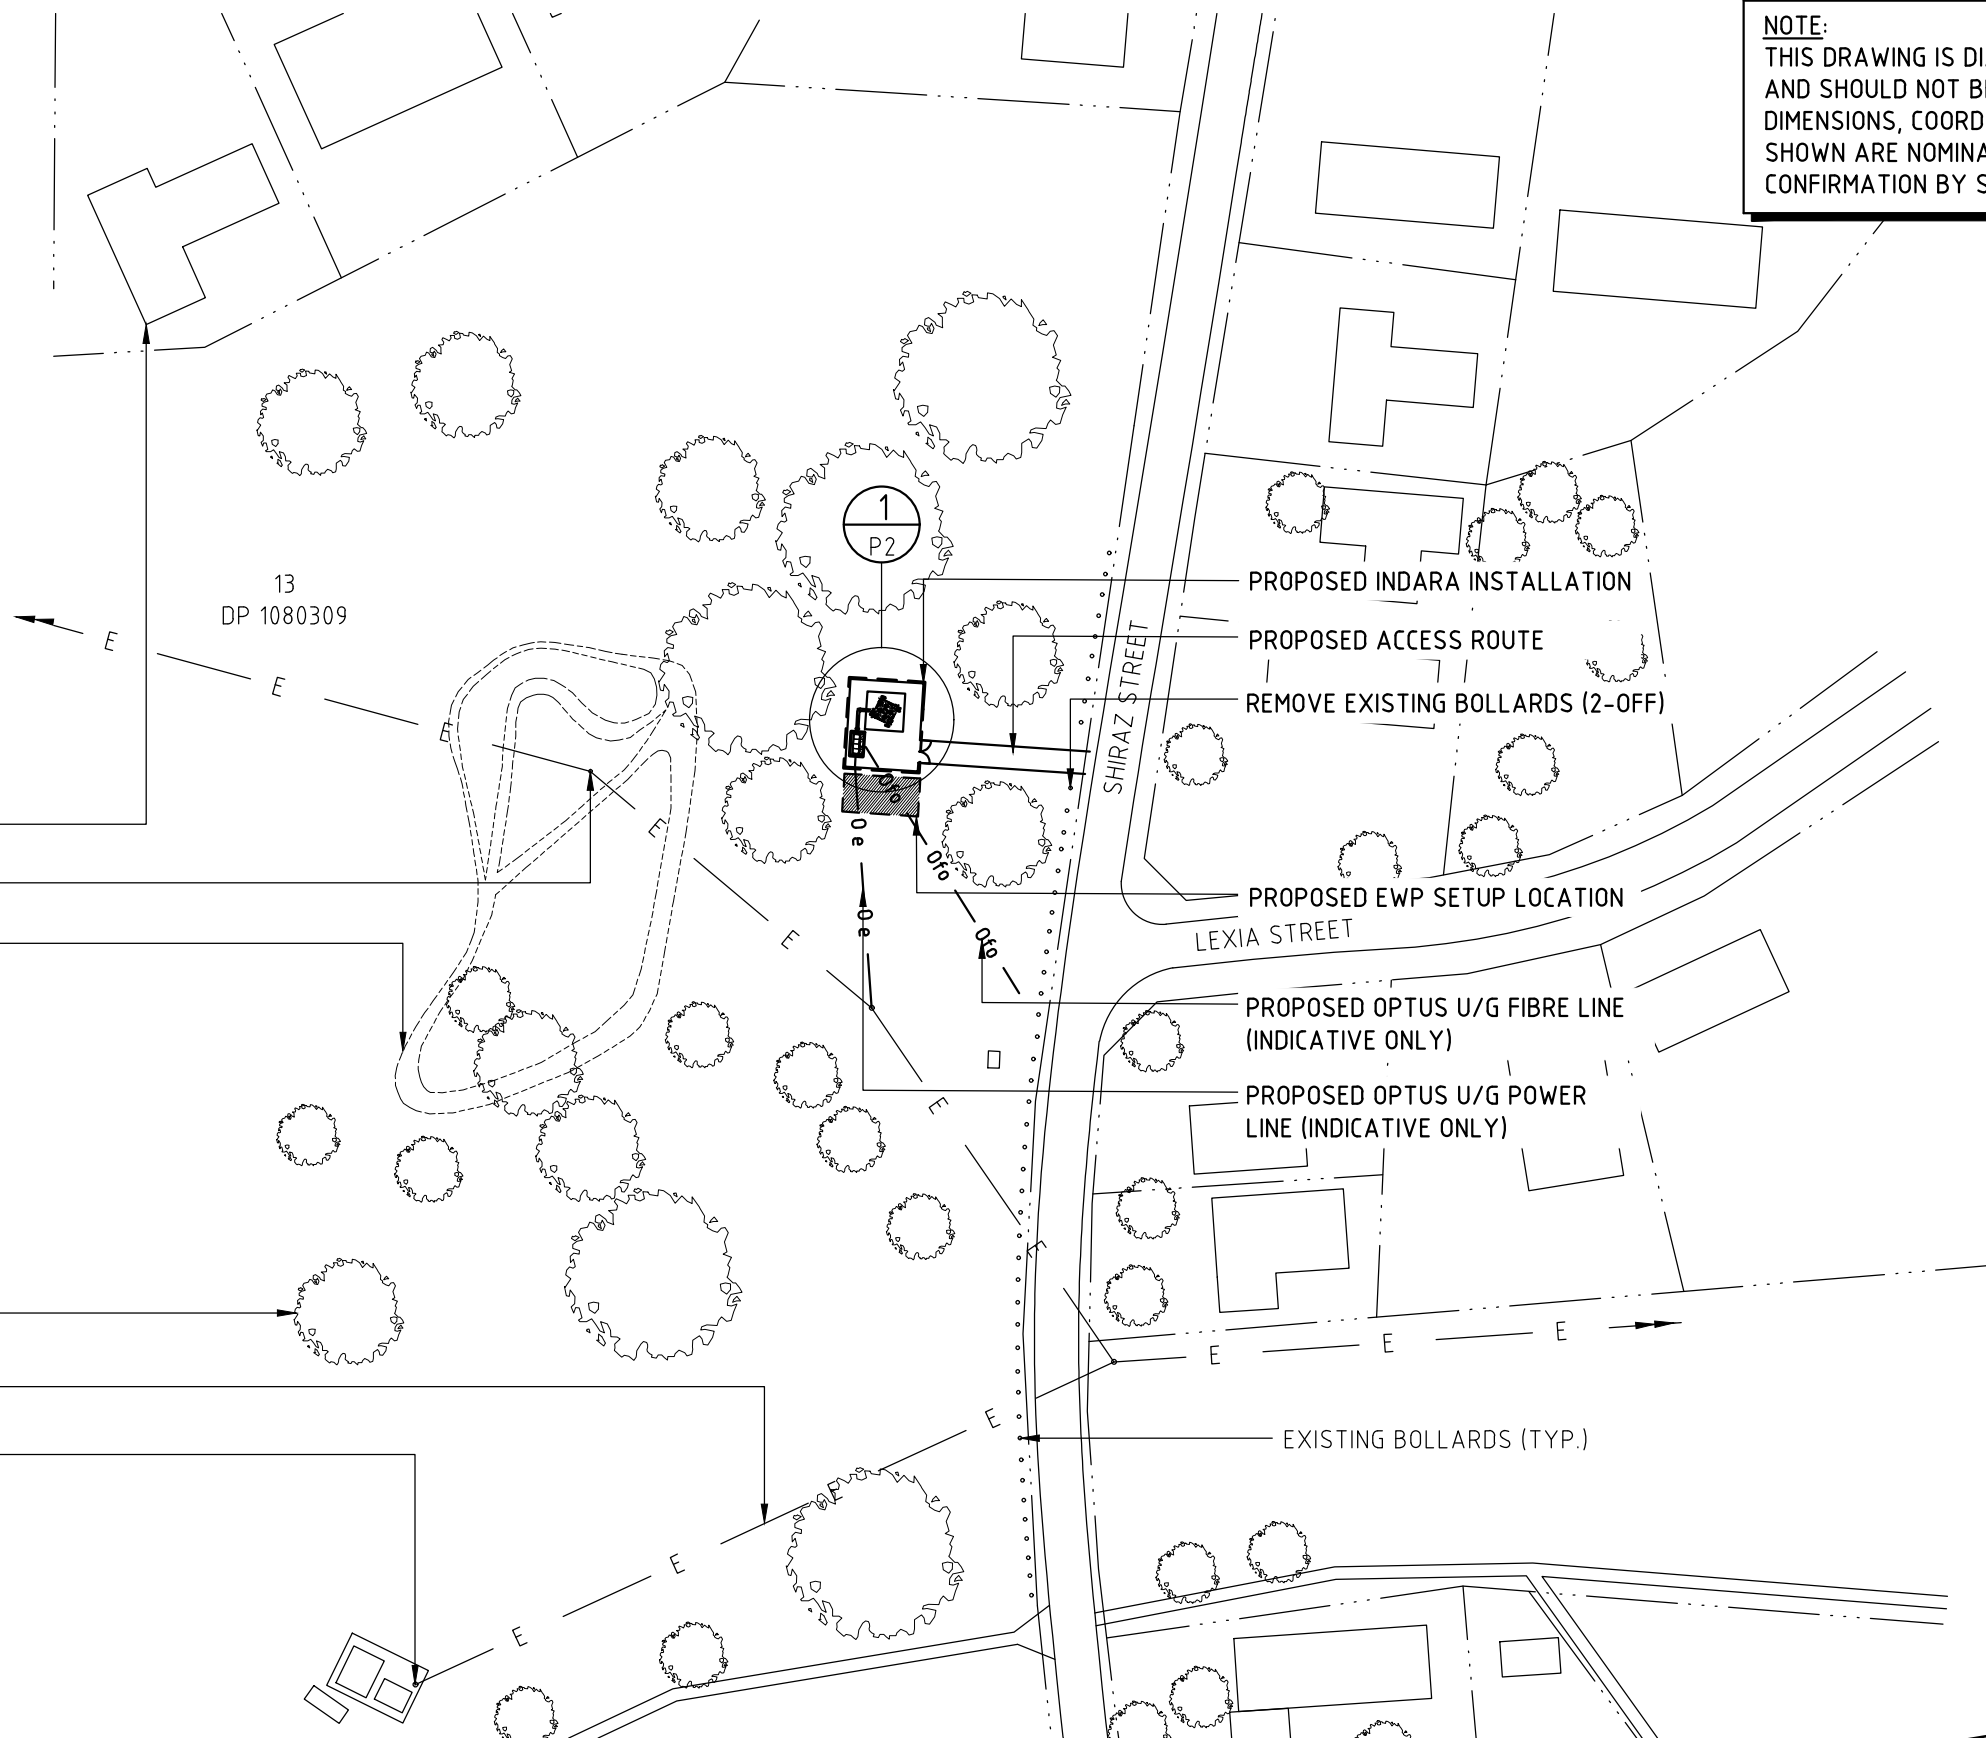 NOTE:
THIS DRAWING IS DI
AND SHOULD NOT B
DIMENSIONS, COORD
SHOWN ARE NOMINA
CONFIRMATION BY S
1
P2
13
DP 1080309
PROPOSED INDARA INSTALLATION
PROPOSED ACCESS ROUTE
REMOVE EXISTING BOLLARDS (2-OFF)
SHIRAZ STREET
E
E
E
E
E
Ofo
Oe
Ofo
Oe
Ofo
PROPOSED EWP SETUP LOCATION
LEXIA STREET
PROPOSED OPTUS U/G FIBRE LINE
(INDICATIVE ONLY)
PROPOSED OPTUS U/G POWER
LINE (INDICATIVE ONLY)
E
E
E
E
E
EXISTING BOLLARDS (TYP.)
E
E
E
E